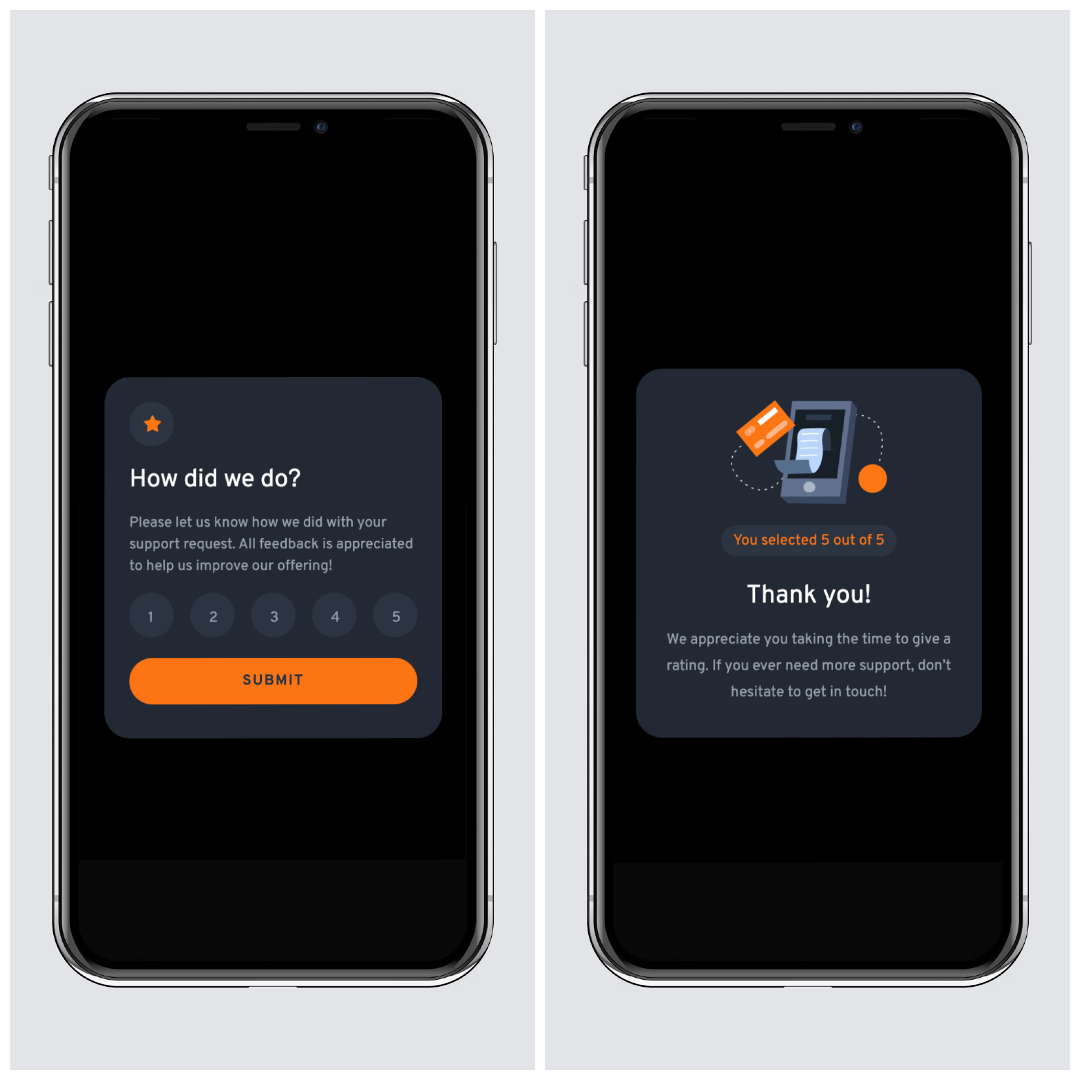 How did we do?
Please let us know how we did with your
support request. All feedback is appreciated
to help us improve our offering!
1 2 3 4 5
SUBMIT
You selected 5 out of 5
Thank you!
We appreciate you taking the time to give a
rating. If you ever need more support, don’t
hesitate to get in touch!